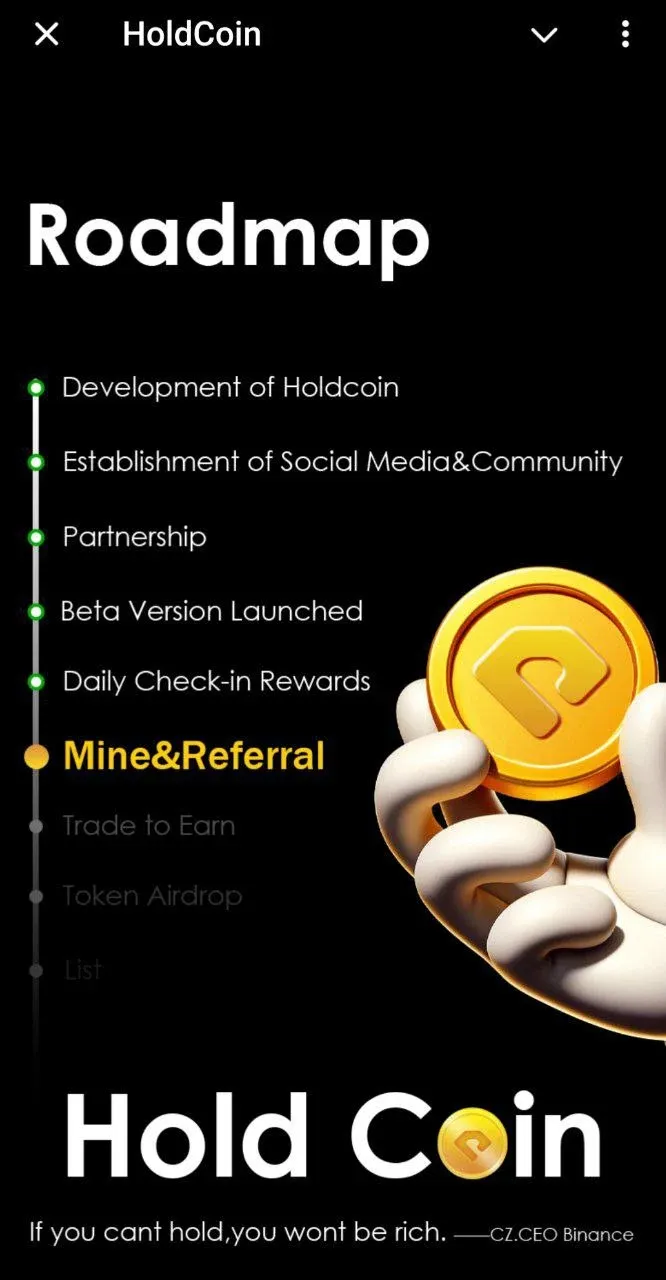 HoldCoin
Roadmap
Development of Holdcoin
Establishment of Social Media&Community
Partnership
Beta Version Launched
Daily Check-in Rewards
Mine&Referral
Trade to Earn
Token Airdrop
List
Hold Coin
If you cant hold,you wont be rich. ——CZ.CEO Binance